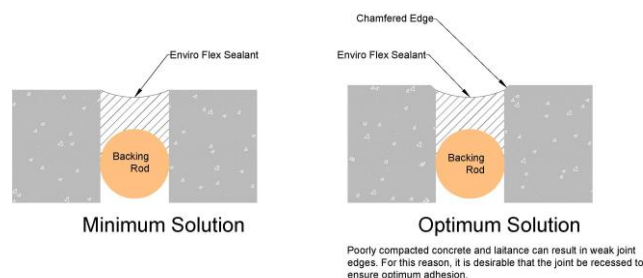 Chamfered Edge
Enviro Flex Sealant
Enviro Flex Sealant
Backing
Rod
Backing
Rod
Minimum Solution
Optimum Solution
Poorly compacted concrete and laitance can result in weak joint
edges. For this reason, it is desirable that the joint be recessed to
ensure optimum adhesion.